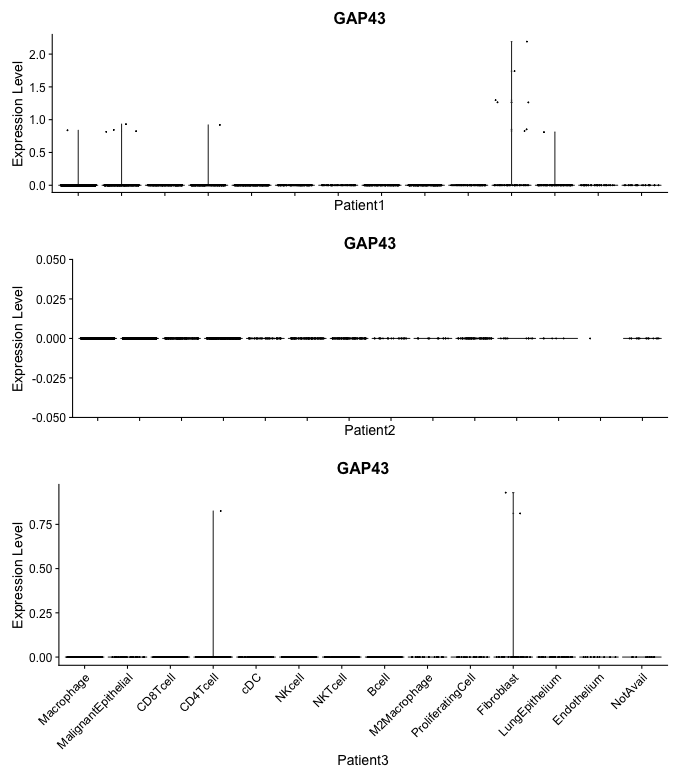 GAP43
Expression Level
2.0
1.5
1.0
0.5
0.0
Patient1
GAP43
Expression Level
0.050
0.025
0.000
-0.025
-0.050
Patient2
GAP43
Expression Level
0.75
0.50
0.25
0.00
Macrophage
MalignantEpithelial
CD8Tcell
CD4Tcell
cDC
NKcell
NKTcell
Bcell
M2Macrophage
ProliferatingCell
Fibroblast
LungEpithelium
Endothelium
NotAvail
Patient3